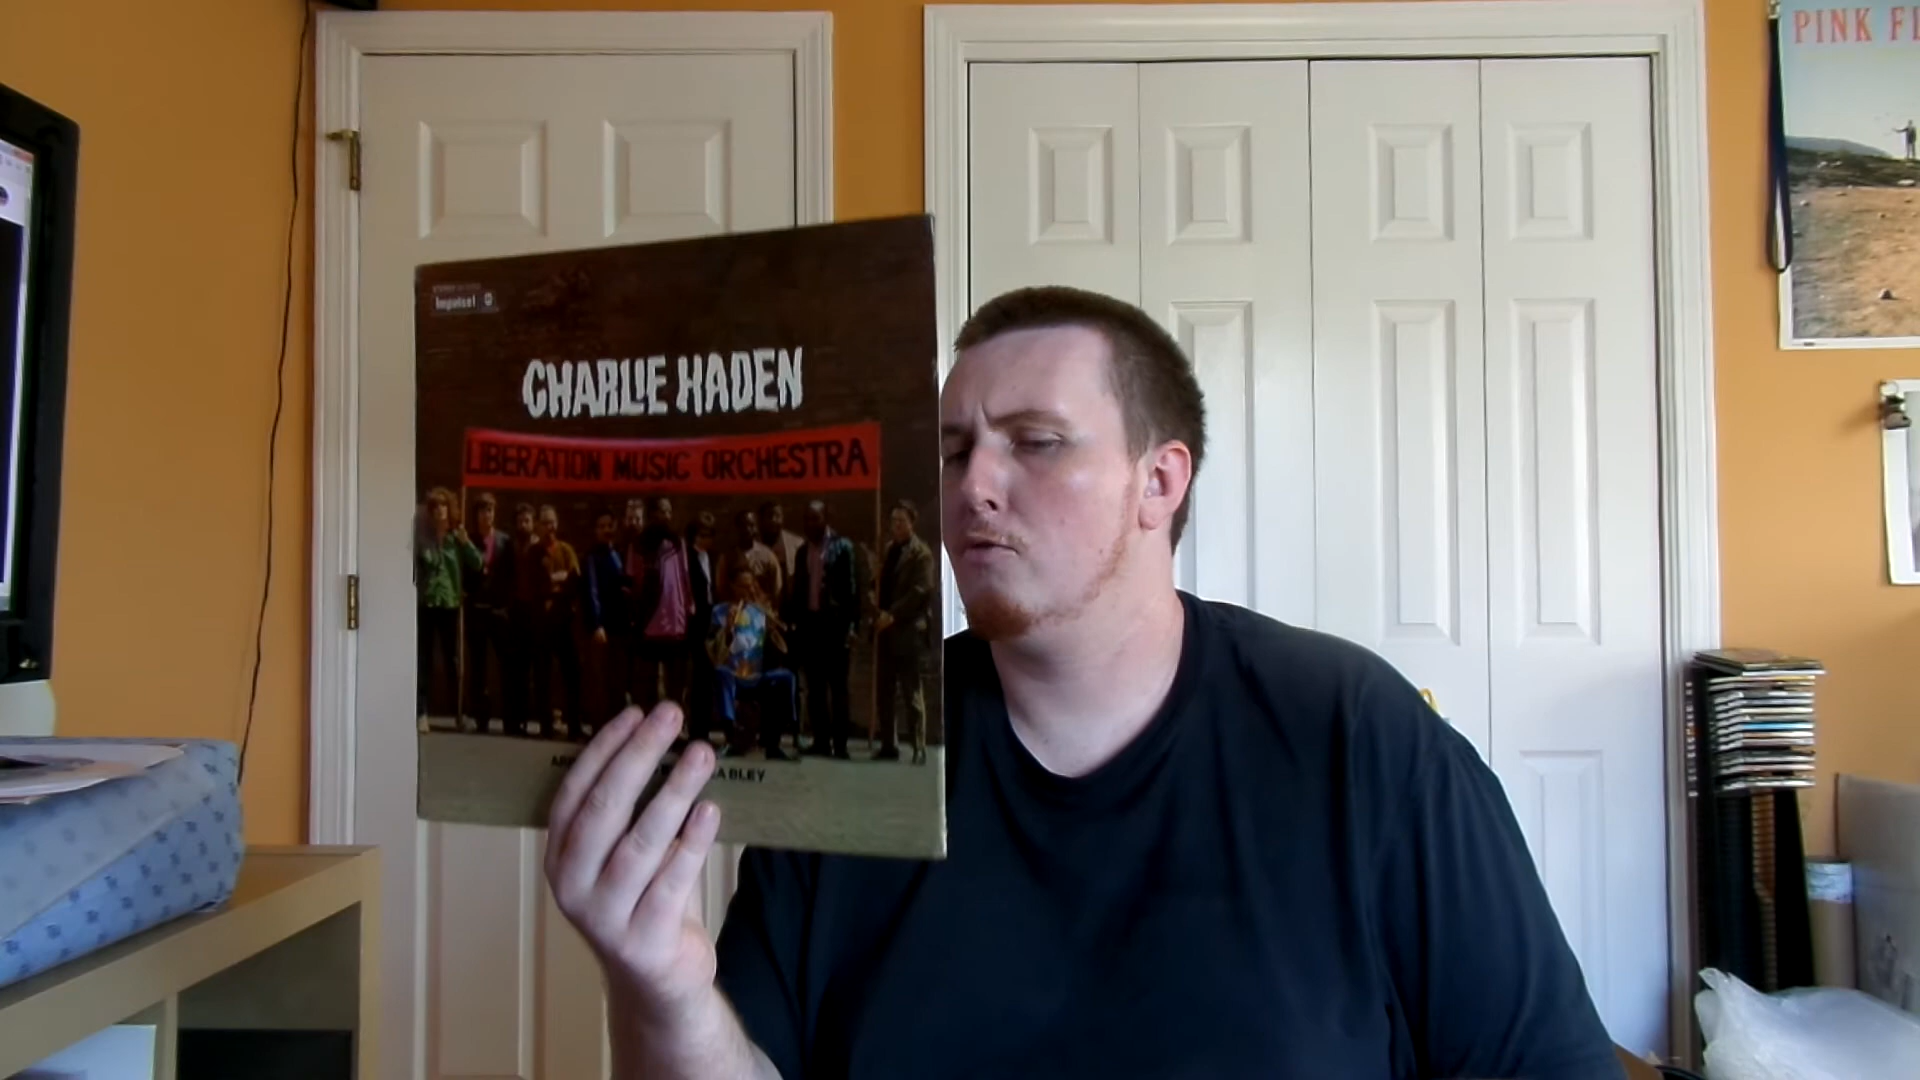 PINK FL
impulse!
CHARLIE HADEN
LIBERATION MUSIC ORCHESTRA
BLEY